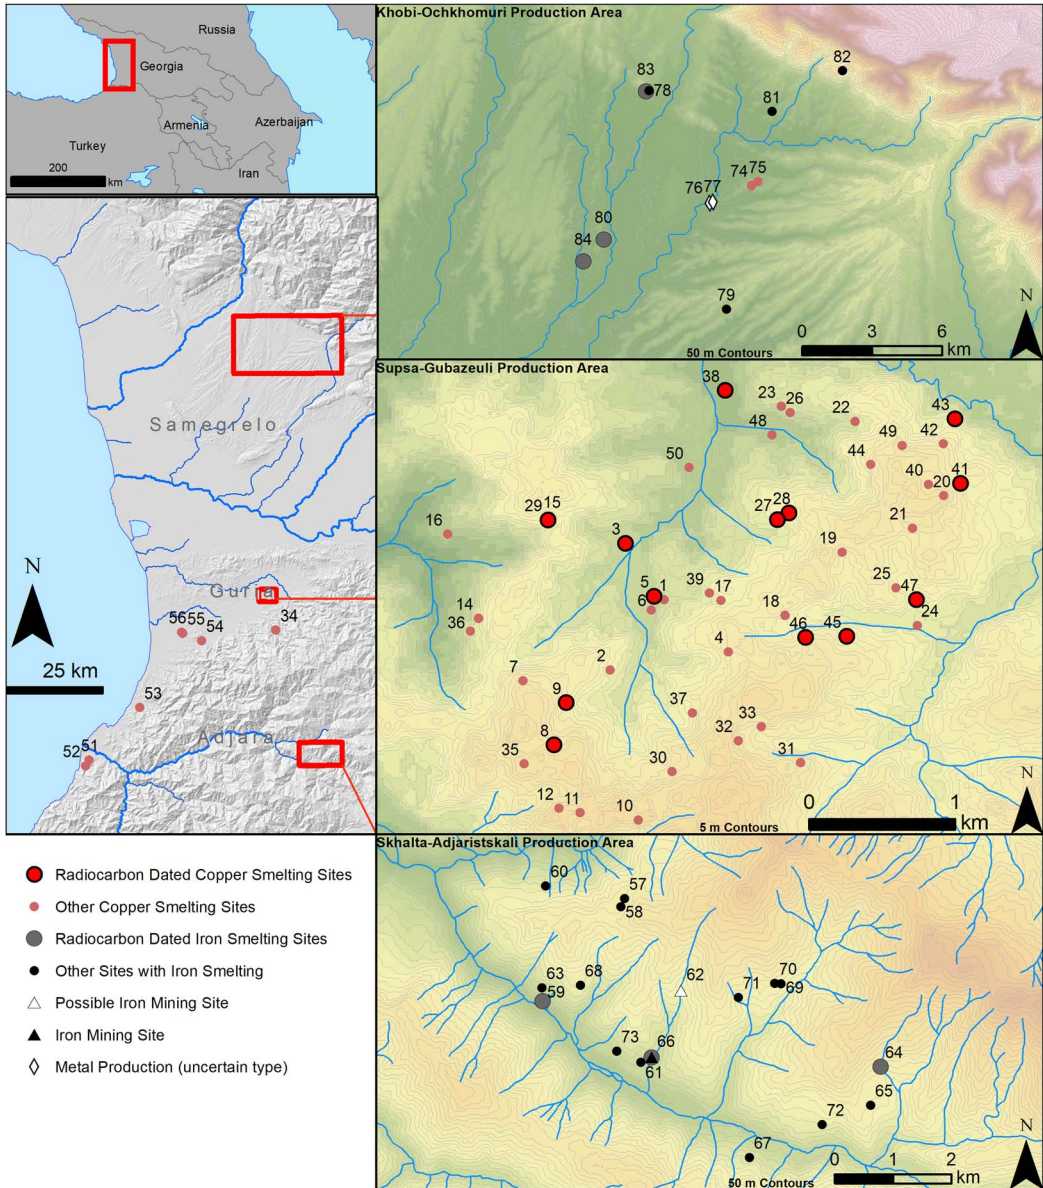 Russia
Georgia
Armenia
Azerbaijan
Turkey
Iran
200
km
Samegrelo
N
Guria
56
55
54
34
25 km
53
Adjara
52
51
Khobi-Ochkhomuri Production Area
82
83
78
81
74
75
76
77
80
84
79
N
0 3 6
km
50 m Contours
Supsa-Gubazeuli Production Area
38
23
26
22
43
48
49
42
44
50
40
41
20
29
15
27
28
16
3
21
19
5
1
39
17
25
47
6
14
18
24
36
46
45
4
2
7
9
37
33
32
8
35
30
31
N
12
11
10
0 1
km
5 m Contours
Skhalta-Adjaristskali Production Area
60
57
58
63
68
62
70
71
69
59
73
66
61
64
65
72
67
N
0 1 2
km
50 m Contours
Radiocarbon Dated Copper Smelting Sites
Other Copper Smelting Sites
Radiocarbon Dated Iron Smelting Sites
Other Sites with Iron Smelting
Possible Iron Mining Site
Iron Mining Site
Metal Production (uncertain type)